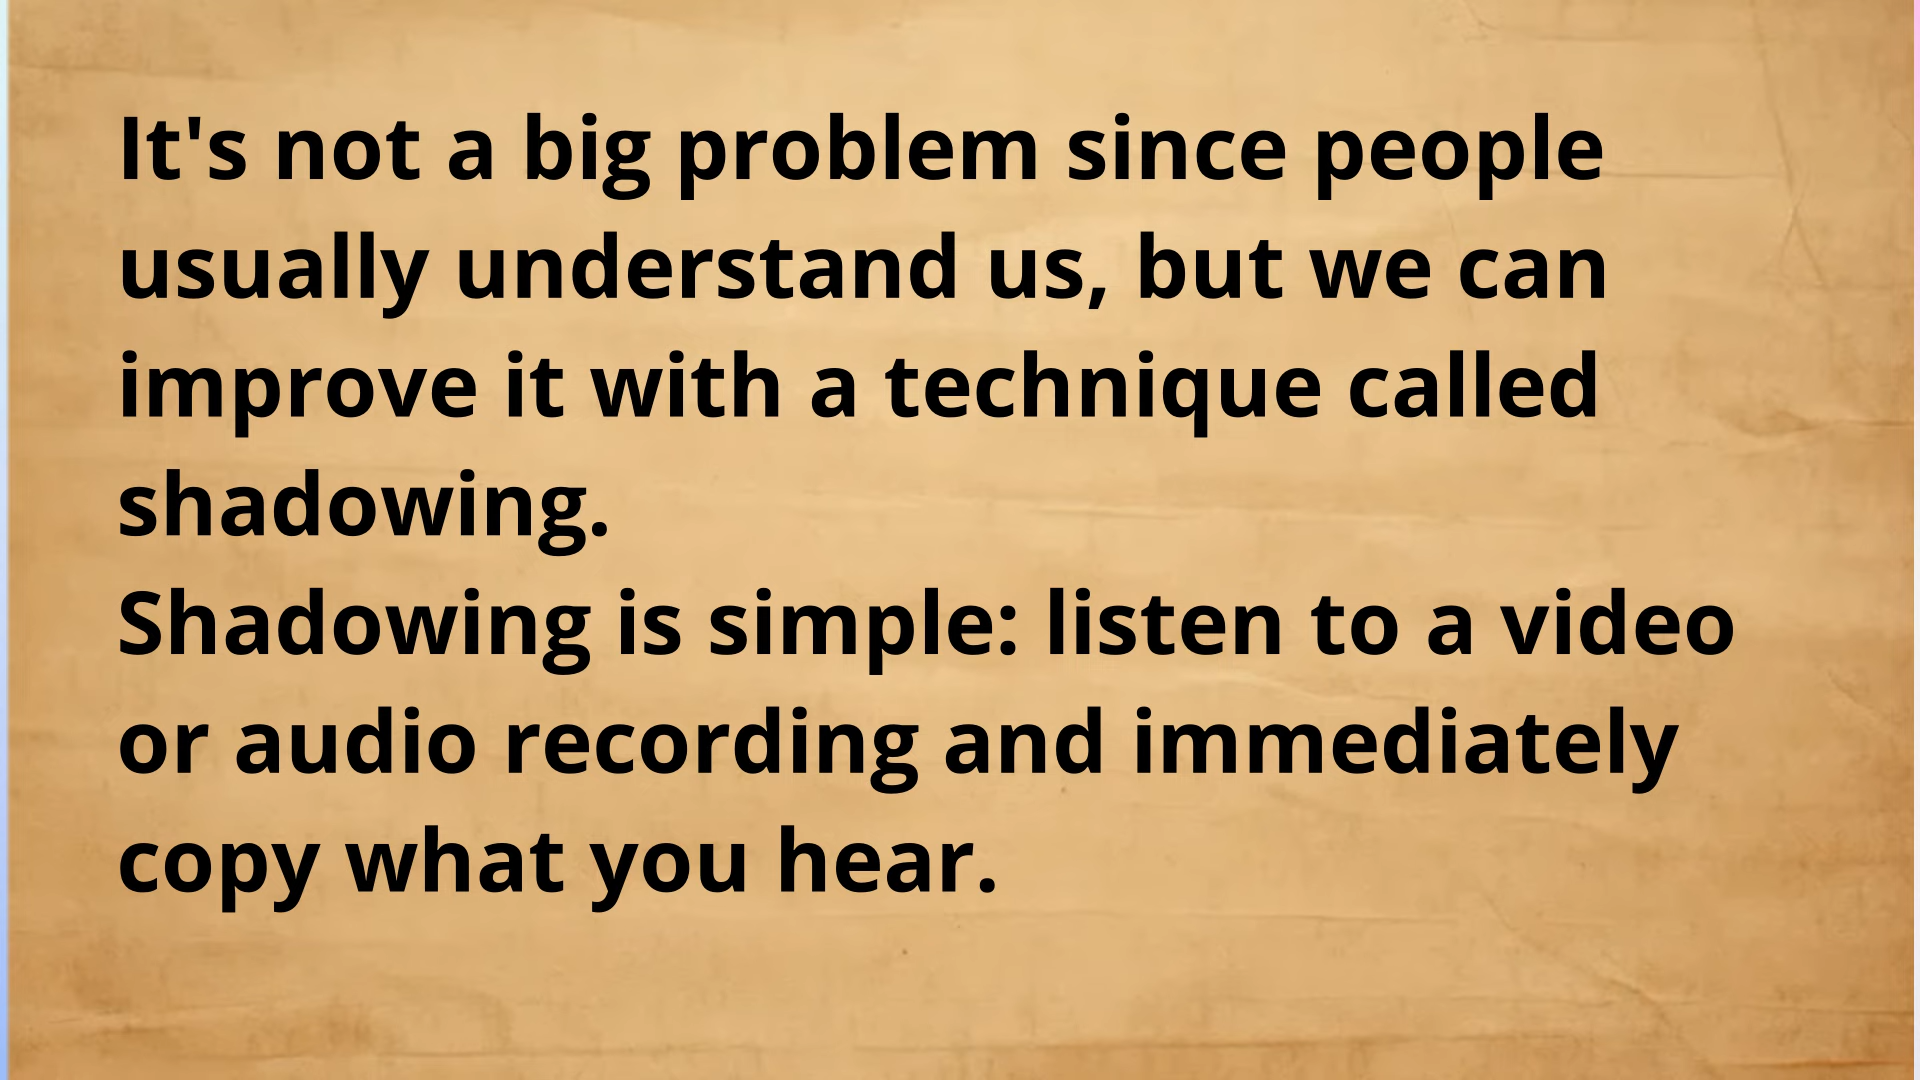 It's not a big problem since people
usually understand us, but we can
improve it with a technique called
shadowing.
Shadowing is simple: listen to a video
or audio recording and immediately
copy what you hear.